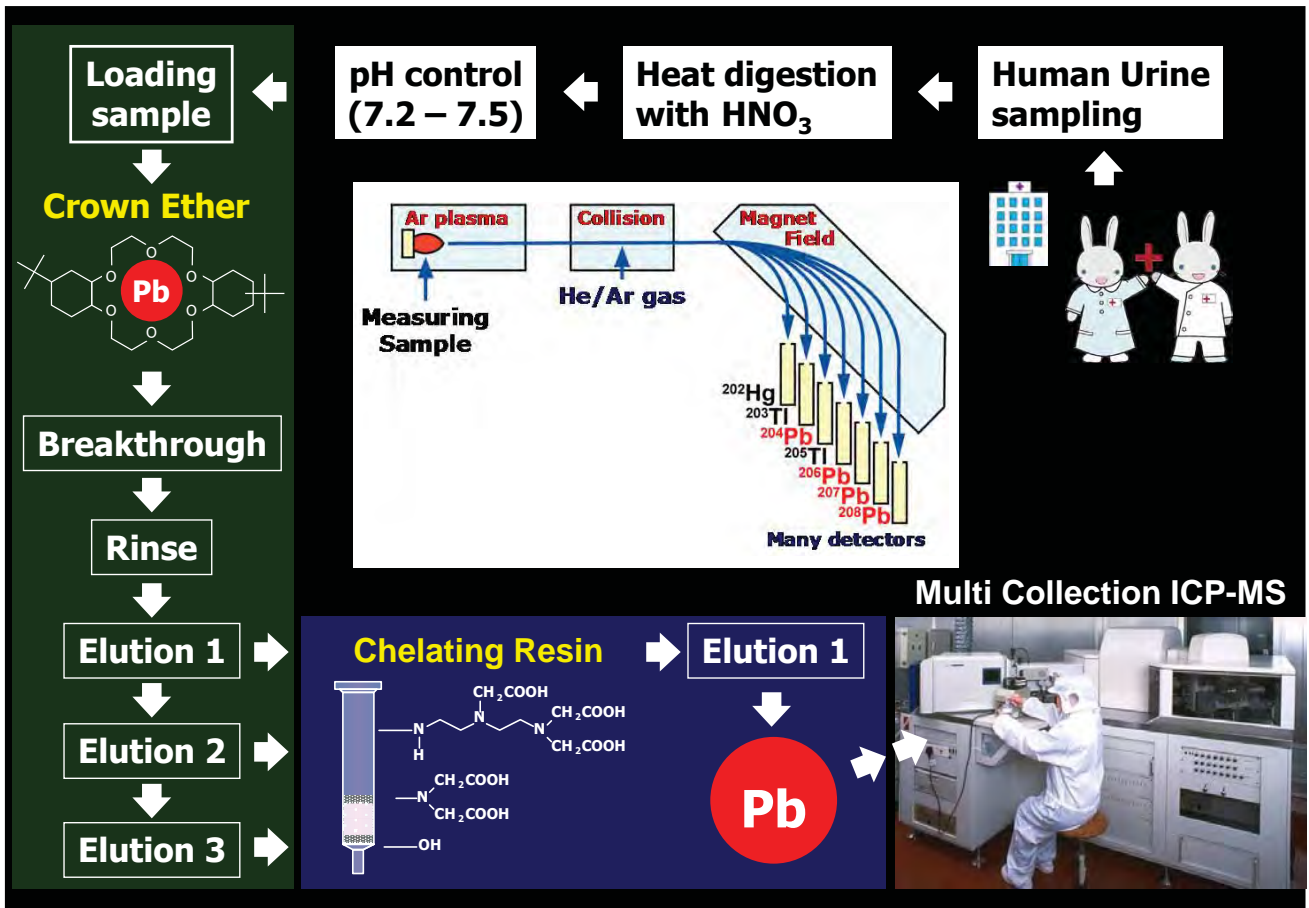 Loading
sample
pH control
(7.2 – 7.5)
Heat digestion
with HNO₃
Human Urine
sampling
Crown Ether
O
O
O
Pb
O
O
O
Breakthrough
Rinse
Elution 1
Elution 2
Elution 3
Ar plasma
Collision
Magnet
Field
He/Ar gas
Measuring
Sample
²⁰²Hg
²⁰³Tl
²⁰⁴Pb
²⁰⁵Tl
²⁰⁶Pb
²⁰⁷Pb
²⁰⁸Pb
Many detectors
Chelating Resin
CH₂COOH
N
H
N
N
CH₂COOH
CH₂COOH
CH₂COOH
N
CH₂COOH
OH
Elution 1
Pb
Multi Collection ICP-MS